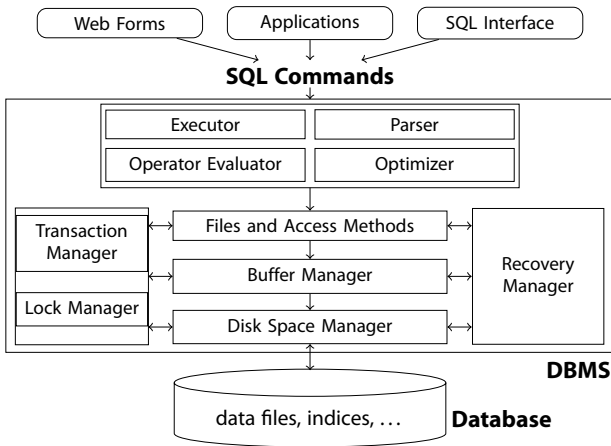 Web Forms
Applications
SQL Interface
SQL Commands
Executor
Parser
Operator Evaluator
Optimizer
Transaction
Manager
Lock Manager
Files and Access Methods
Buffer Manager
Disk Space Manager
Recovery
Manager
DBMS
data files, indices, ...
Database